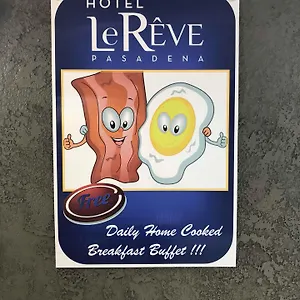 HOTEL
LeRêve
PASADENA
Free
Daily Home Cooked
Breakfast Buffet !!!